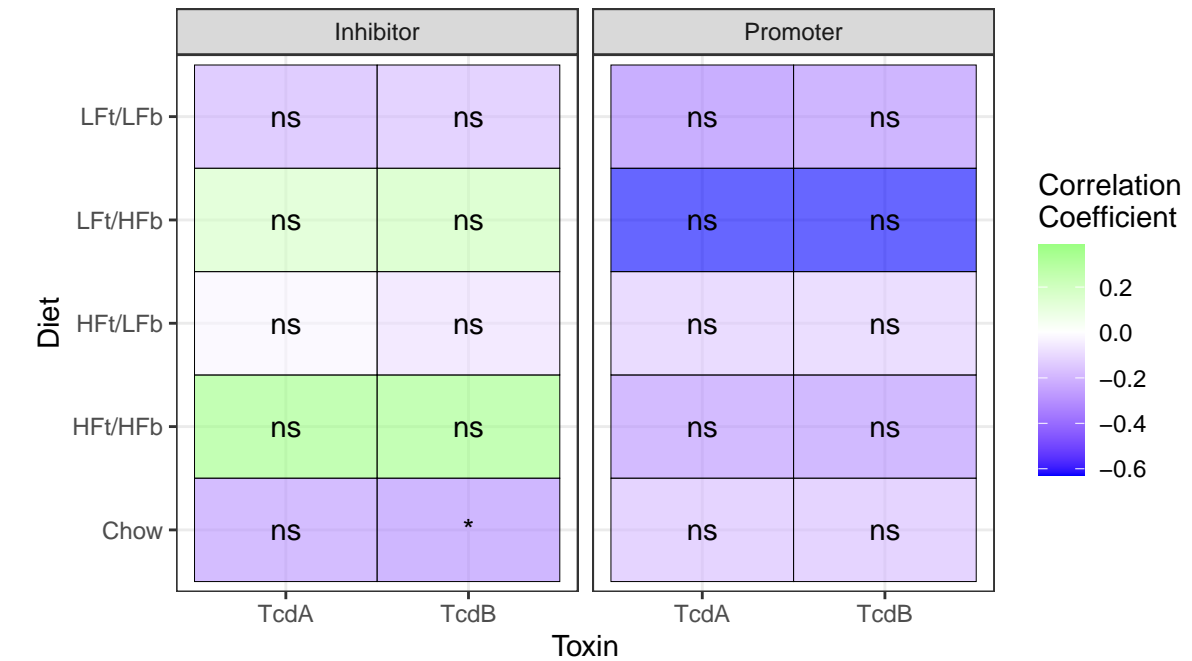 Inhibitor
Promoter
Diet
LFt/LFb
ns
ns
ns
ns
LFt/HFb
ns
ns
ns
ns
HFt/LFb
ns
ns
ns
ns
HFt/HFb
ns
ns
ns
ns
Chow
ns
*
ns
ns
TcdA
TcdB
TcdA
TcdB
Toxin
Correlation
Coefficient
0.2
0.0
−0.2
−0.4
−0.6